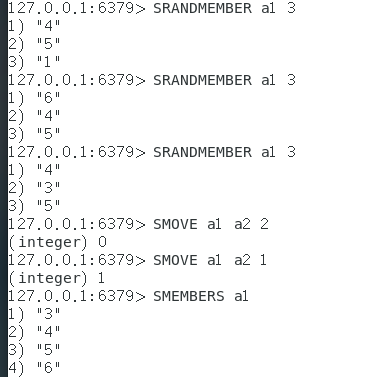 127.0.0.1:6379> SRANDMEMBER a1 3
1) "4"
2) "5"
3) "1"
127.0.0.1:6379> SRANDMEMBER a1 3
1) "6"
2) "4"
3) "5"
127.0.0.1:6379> SRANDMEMBER a1 3
1) "4"
2) "3"
3) "5"
127.0.0.1:6379> SMOVE a1 a2 2
(integer) 0
127.0.0.1:6379> SMOVE a1 a2 1
(integer) 1
127.0.0.1:6379> SMEMBERS a1
1) "3"
2) "4"
3) "5"
4) "6"